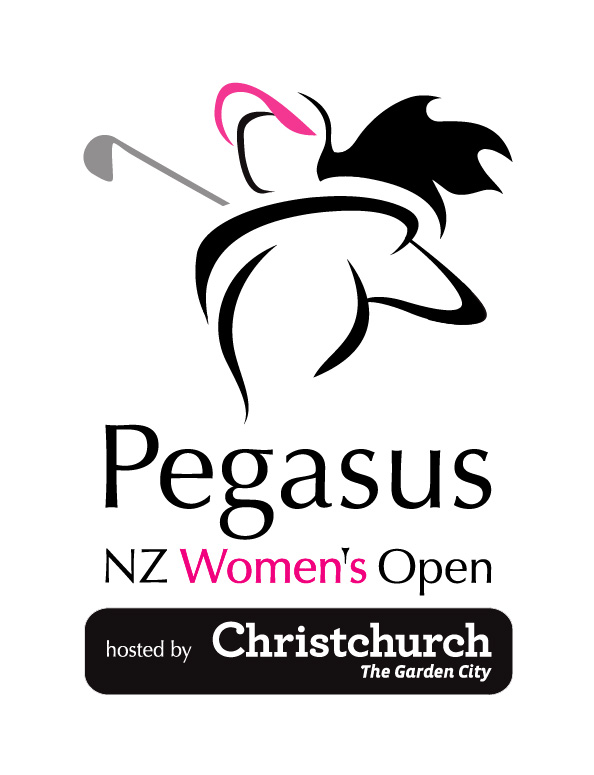 Pegasus
NZ Women's Open
hosted by Christchurch
The Garden City